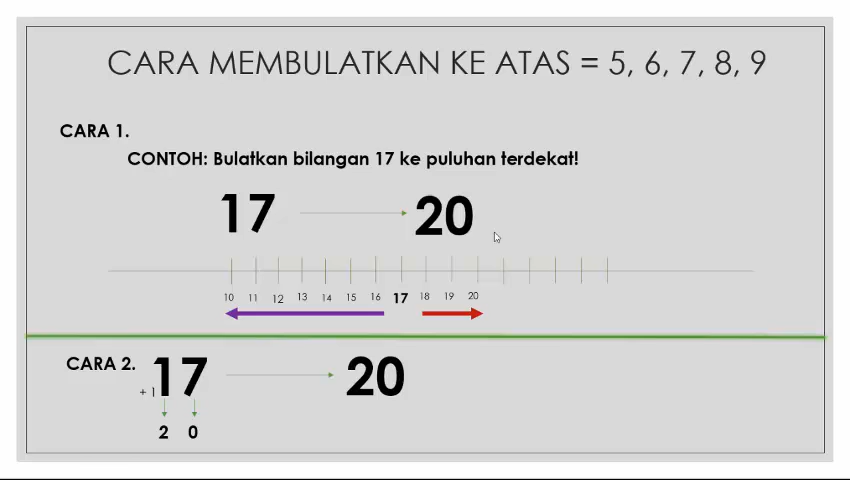 CARA MEMBULATKAN KE ATAS = 5, 6, 7, 8, 9
CARA 1.
CONTOH: Bulatkan bilangan 17 ke puluhan terdekat!
17 20
10 11 12 13 14 15 16 17 18 19 20
CARA 2. 17 20
+ 1
2 0